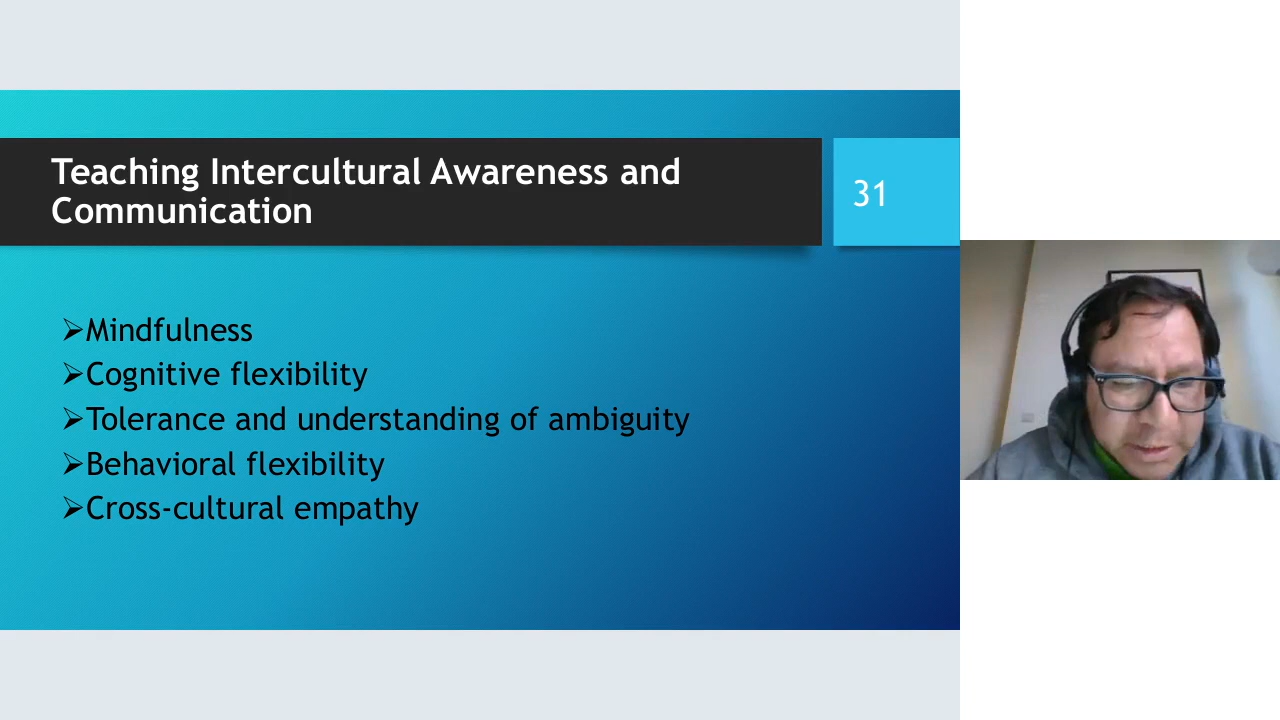 Teaching Intercultural Awareness and
Communication
31
➢Mindfulness
➢Cognitive flexibility
➢Tolerance and understanding of ambiguity
➢Behavioral flexibility
➢Cross-cultural empathy